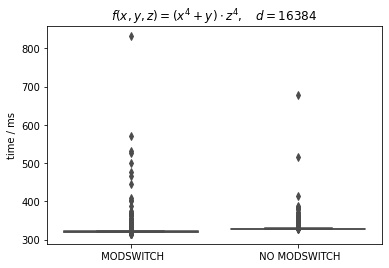 f(x, y, z) = (x⁴ + y) · z⁴, d = 16384
time / ms
800
700
600
500
400
300
MODSWITCH
NO MODSWITCH